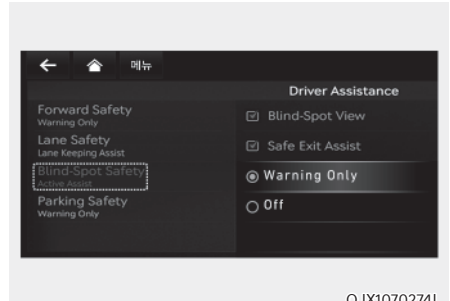 메뉴
Driver Assistance
Forward Safety
Warning Only
Lane Safety
Lane Keeping Assist
Blind-Spot Safety
Active Assist
Parking Safety
Warning Only
Blind-Spot View
Safe Exit Assist
Warning Only
Off
OJX1070274L